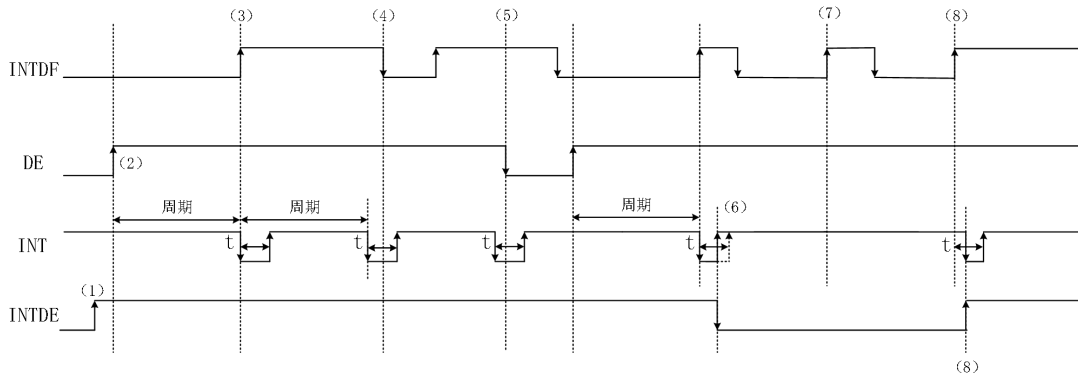 (3) (4) (5) (7) (8)
INTDF
DE (2)
周期 周期 周期 (6)
INT t t t t t
(1)
INTDE
(8)